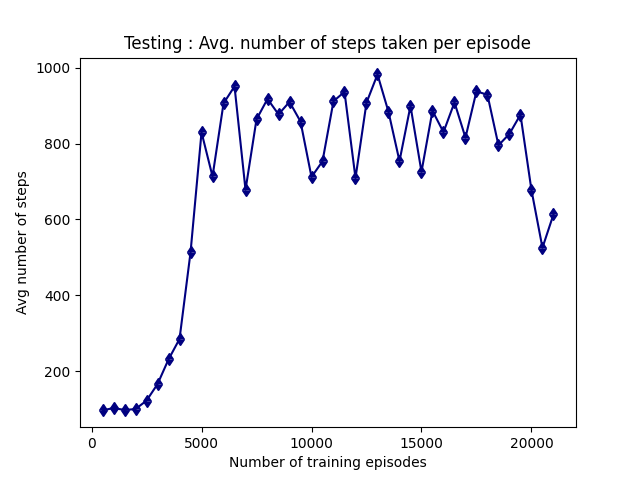 Testing : Avg. number of steps taken per episode
1000
800
600
400
200
Avg number of steps
0 5000 10000 15000 20000
Number of training episodes